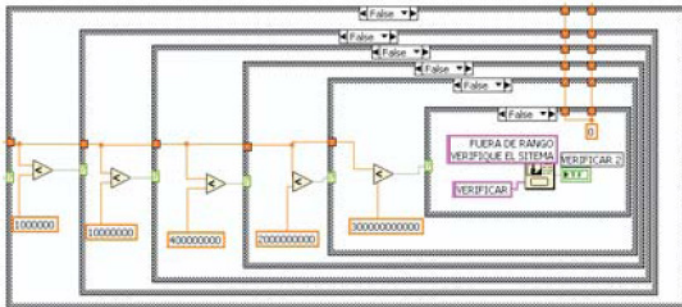 False
False
False
False
False
False
0
FUERA DE RANGO
VERIFIQUE EL SITEMA
VERIFICAR 2
VERIFICAR
1000000
10000000
400000000
2000000000
300000000000